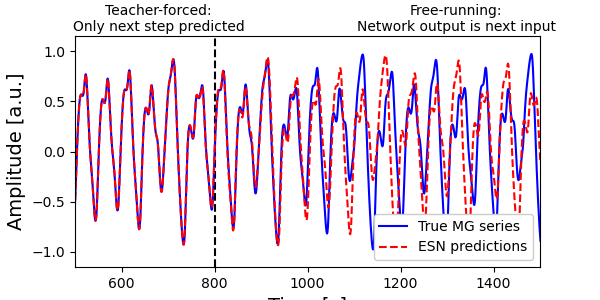 Teacher-forced:
Only next step predicted
Free-running:
Network output is next input
Amplitude [a.u.]
1.0
0.5
0.0
−0.5
−1.0
True MG series
ESN predictions
600
800
1000
1200
1400